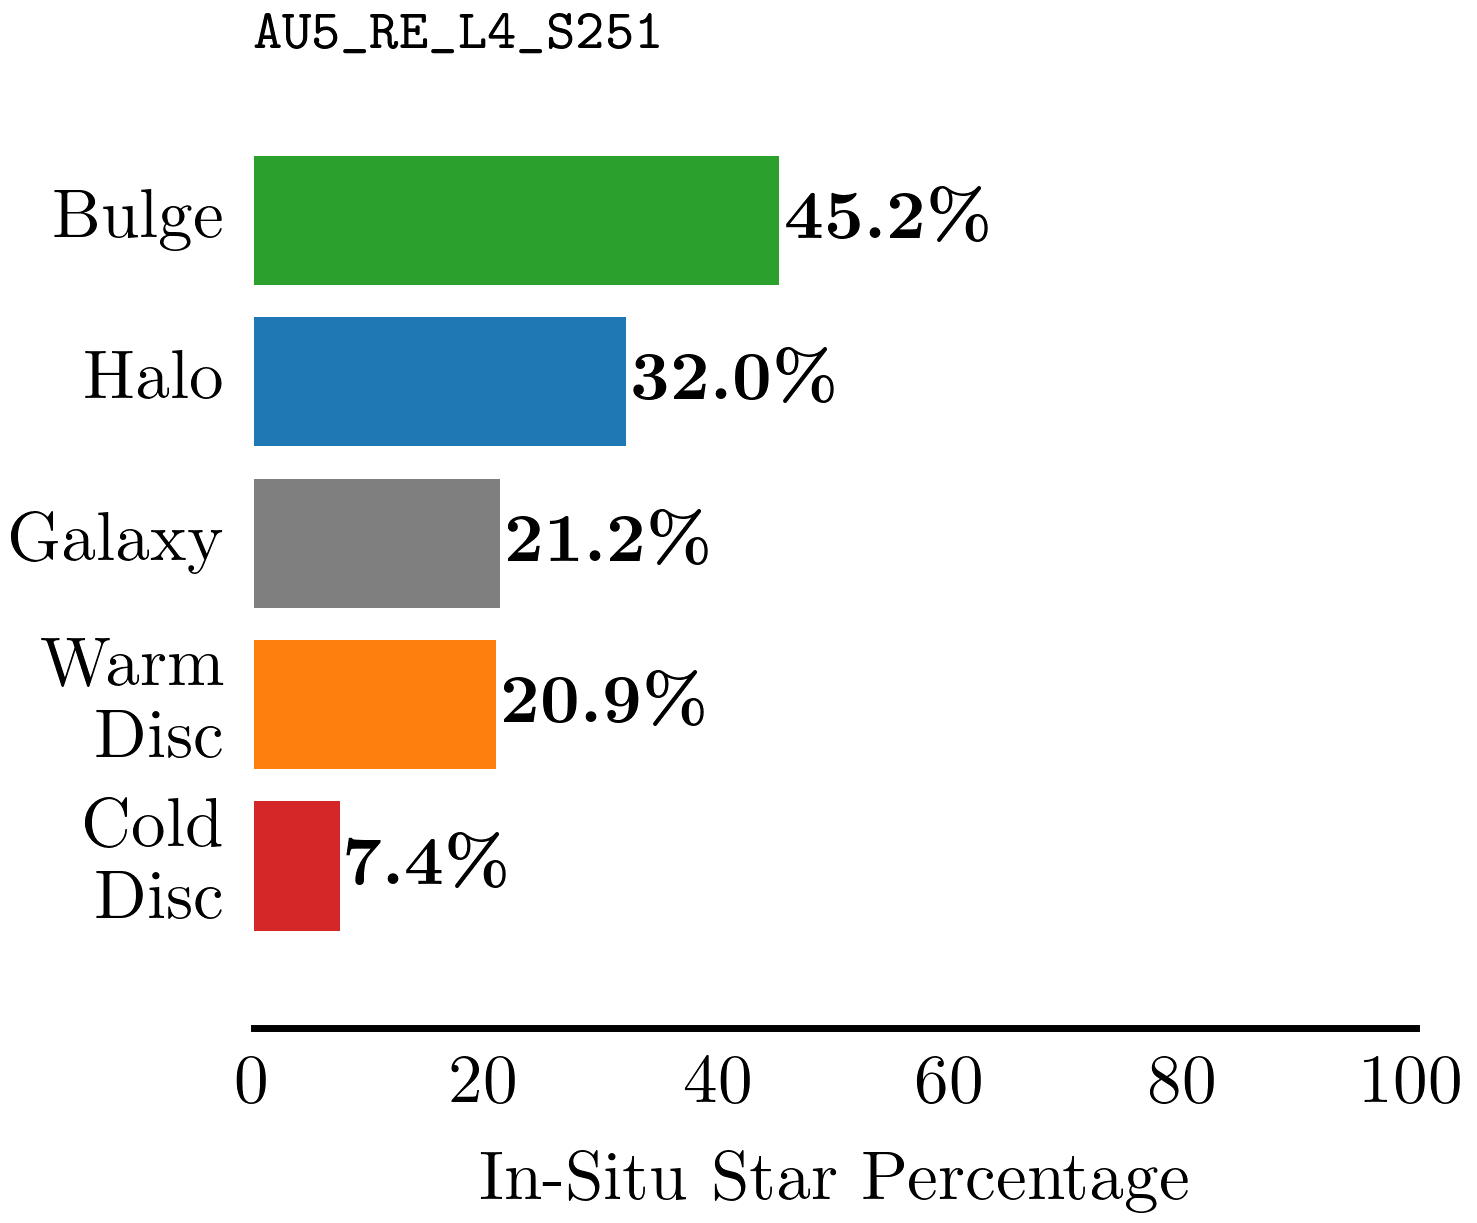 AU5_RE_L4_S251
Bulge
45.2%
Halo
32.0%
Galaxy
21.2%
Warm
Disc
20.9%
Cold
Disc
7.4%
0 20 40 60 80 100
In-Situ Star Percentage